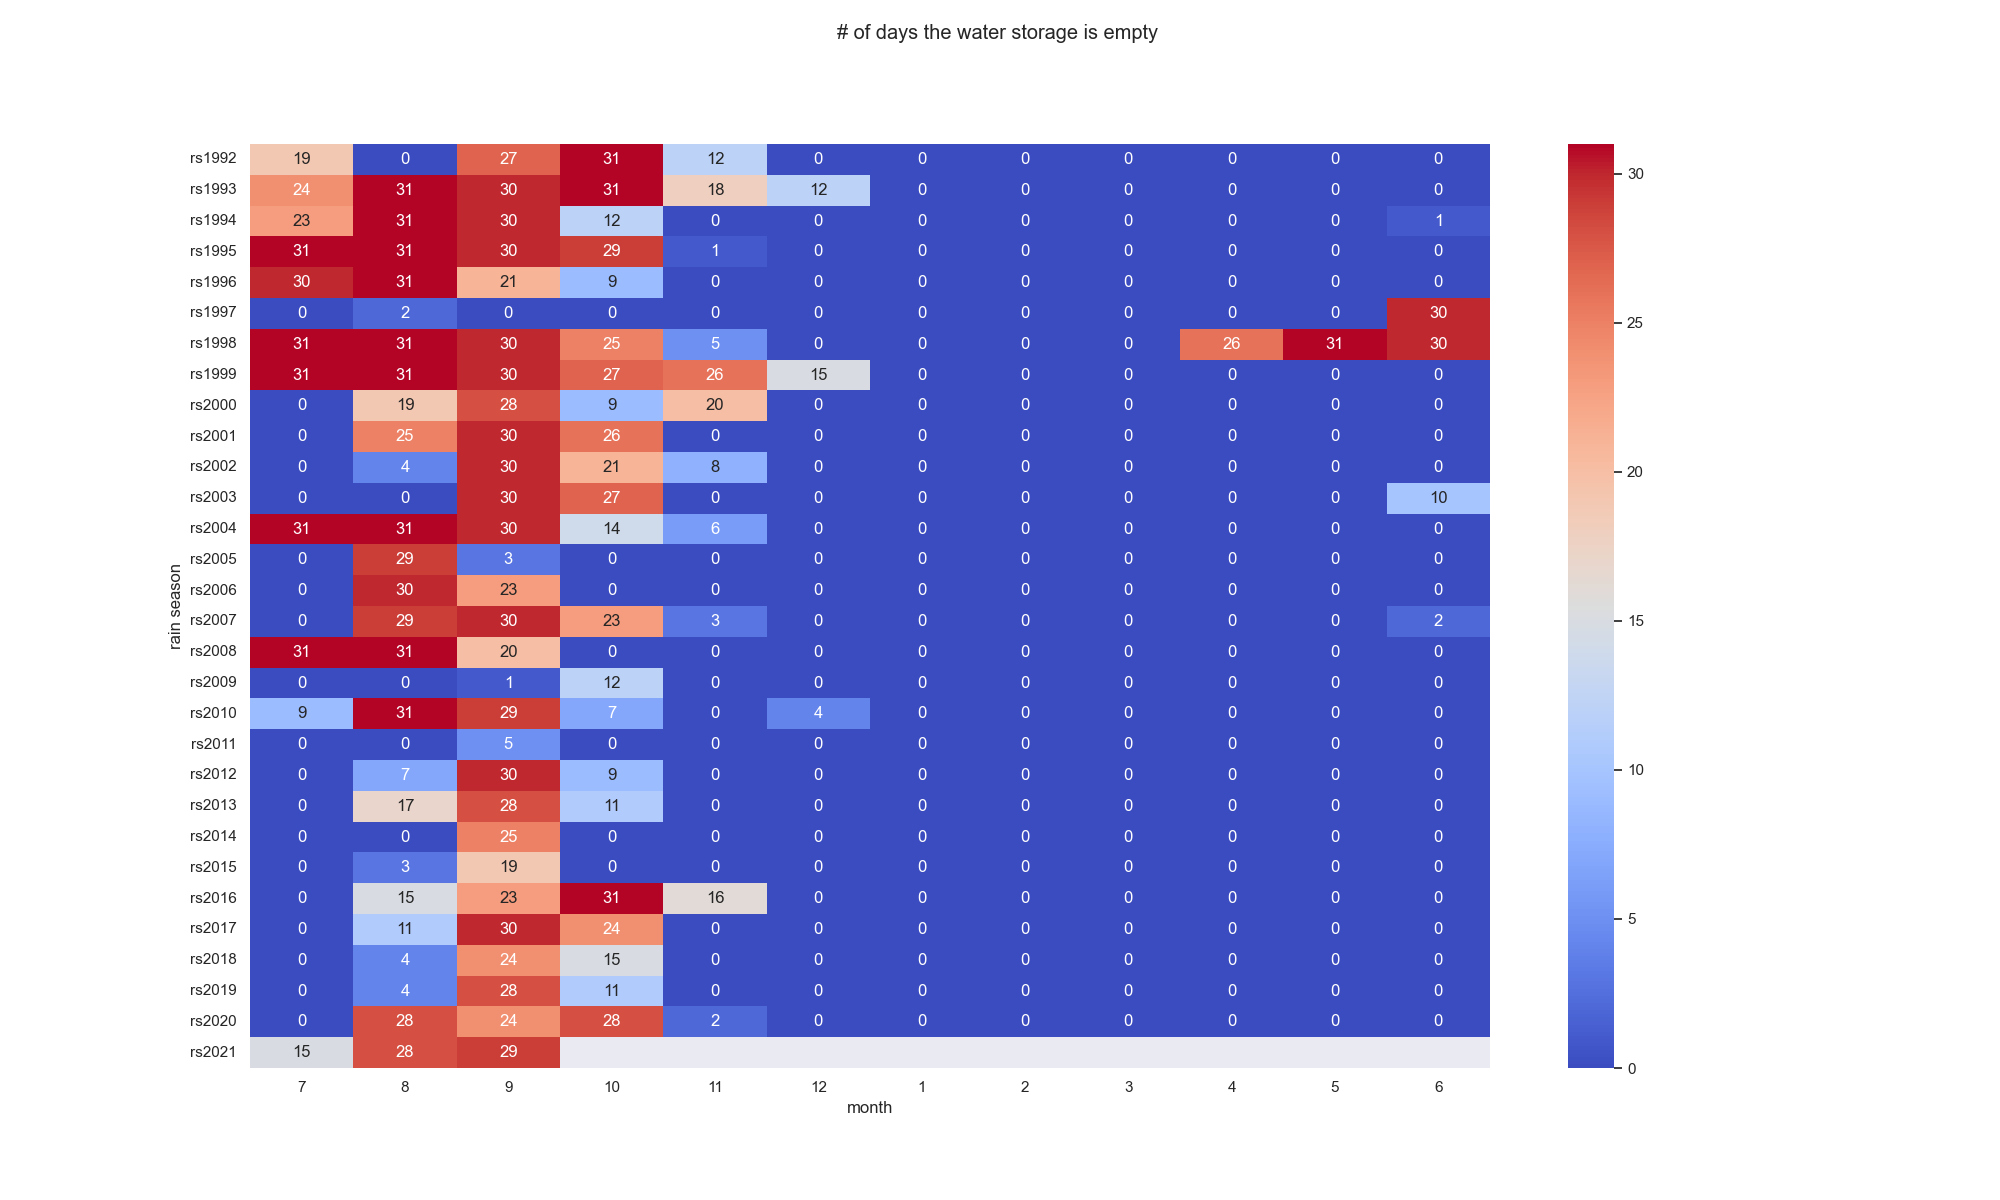 # of days the water storage is empty
rs1992 19 0 27 31 12 0 0 0 0 0 0 0
rs1993 24 31 30 31 18 12 0 0 0 0 0 0
rs1994 23 31 30 12 0 0 0 0 0 0 0 1
rs1995 31 31 30 29 1 0 0 0 0 0 0 0
rs1996 30 31 21 9 0 0 0 0 0 0 0 0
rs1997 0 2 0 0 0 0 0 0 0 0 0 30
rs1998 31 31 30 25 5 0 0 0 0 26 31 30
rs1999 31 31 30 27 26 15 0 0 0 0 0 0
rs2000 0 19 28 9 20 0 0 0 0 0 0 0
rs2001 0 25 30 26 0 0 0 0 0 0 0 0
rs2002 0 4 30 21 8 0 0 0 0 0 0 0
rs2003 0 0 30 27 0 0 0 0 0 0 0 10
rs2004 31 31 30 14 6 0 0 0 0 0 0 0
rs2005 0 29 3 0 0 0 0 0 0 0 0 0
rs2006 0 30 23 0 0 0 0 0 0 0 0 0
rs2007 0 29 30 23 3 0 0 0 0 0 0 2
rs2008 31 31 20 0 0 0 0 0 0 0 0 0
rs2009 0 0 1 12 0 0 0 0 0 0 0 0
rs2010 9 31 29 7 0 4 0 0 0 0 0 0
rs2011 0 0 5 0 0 0 0 0 0 0 0 0
rs2012 0 7 30 9 0 0 0 0 0 0 0 0
rs2013 0 17 28 11 0 0 0 0 0 0 0 0
rs2014 0 0 25 0 0 0 0 0 0 0 0 0
rs2015 0 3 19 0 0 0 0 0 0 0 0 0
rs2016 0 15 23 31 16 0 0 0 0 0 0 0
rs2017 0 11 30 24 0 0 0 0 0 0 0 0
rs2018 0 4 24 15 0 0 0 0 0 0 0 0
rs2019 0 4 28 11 0 0 0 0 0 0 0 0
rs2020 0 28 24 28 2 0 0 0 0 0 0 0
rs2021 15 28 29
7 8 9 10 11 12 1 2 3 4 5 6
month
rain season
30
25
20
15
10
5
0